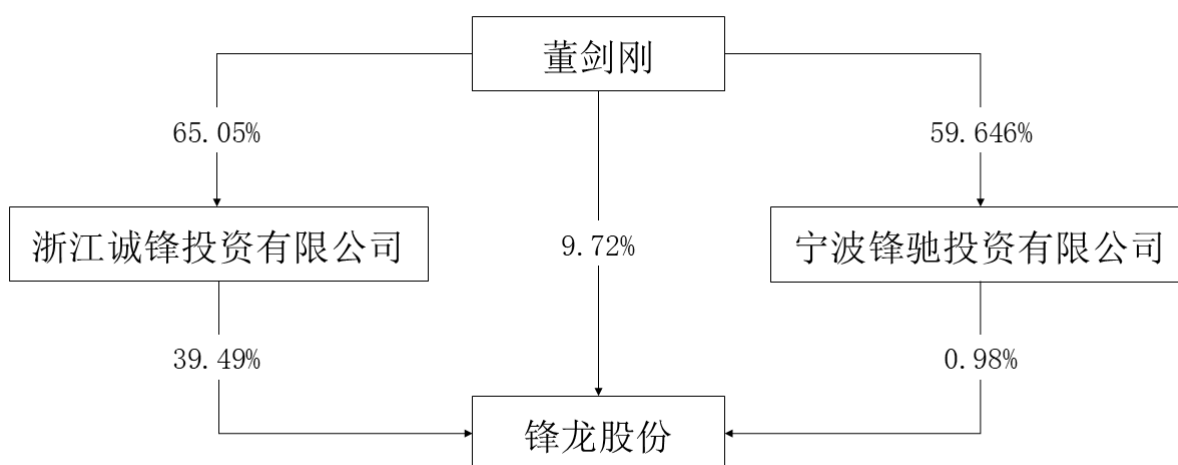 董剑刚
65.05%
59.646%
浙江诚锋投资有限公司
9.72%
宁波锋驰投资有限公司
39.49%
0.98%
锋龙股份